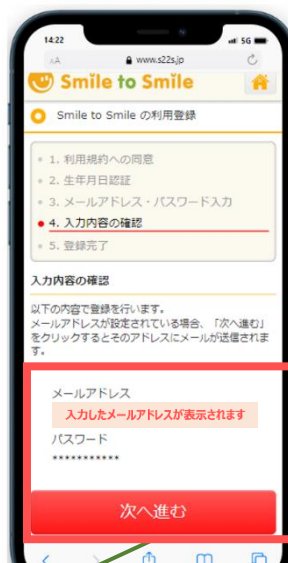 14:22
5G
AA
www.s22s.jp
Smile to Smile
Smile to Smile の利用登録
1. 利用規約への同意
2. 生年月日認証
3. メールアドレス・パスワード入力
4. 入力内容の確認
5. 登録完了
入力内容の確認
以下の内容で登録を行います。
メールアドレスが設定されている場合、「次へ進む」
をクリックするとそのアドレスにメールが送信されま
す。
メールアドレス
入力したメールアドレスが表示されます
パスワード
***********
次へ進む